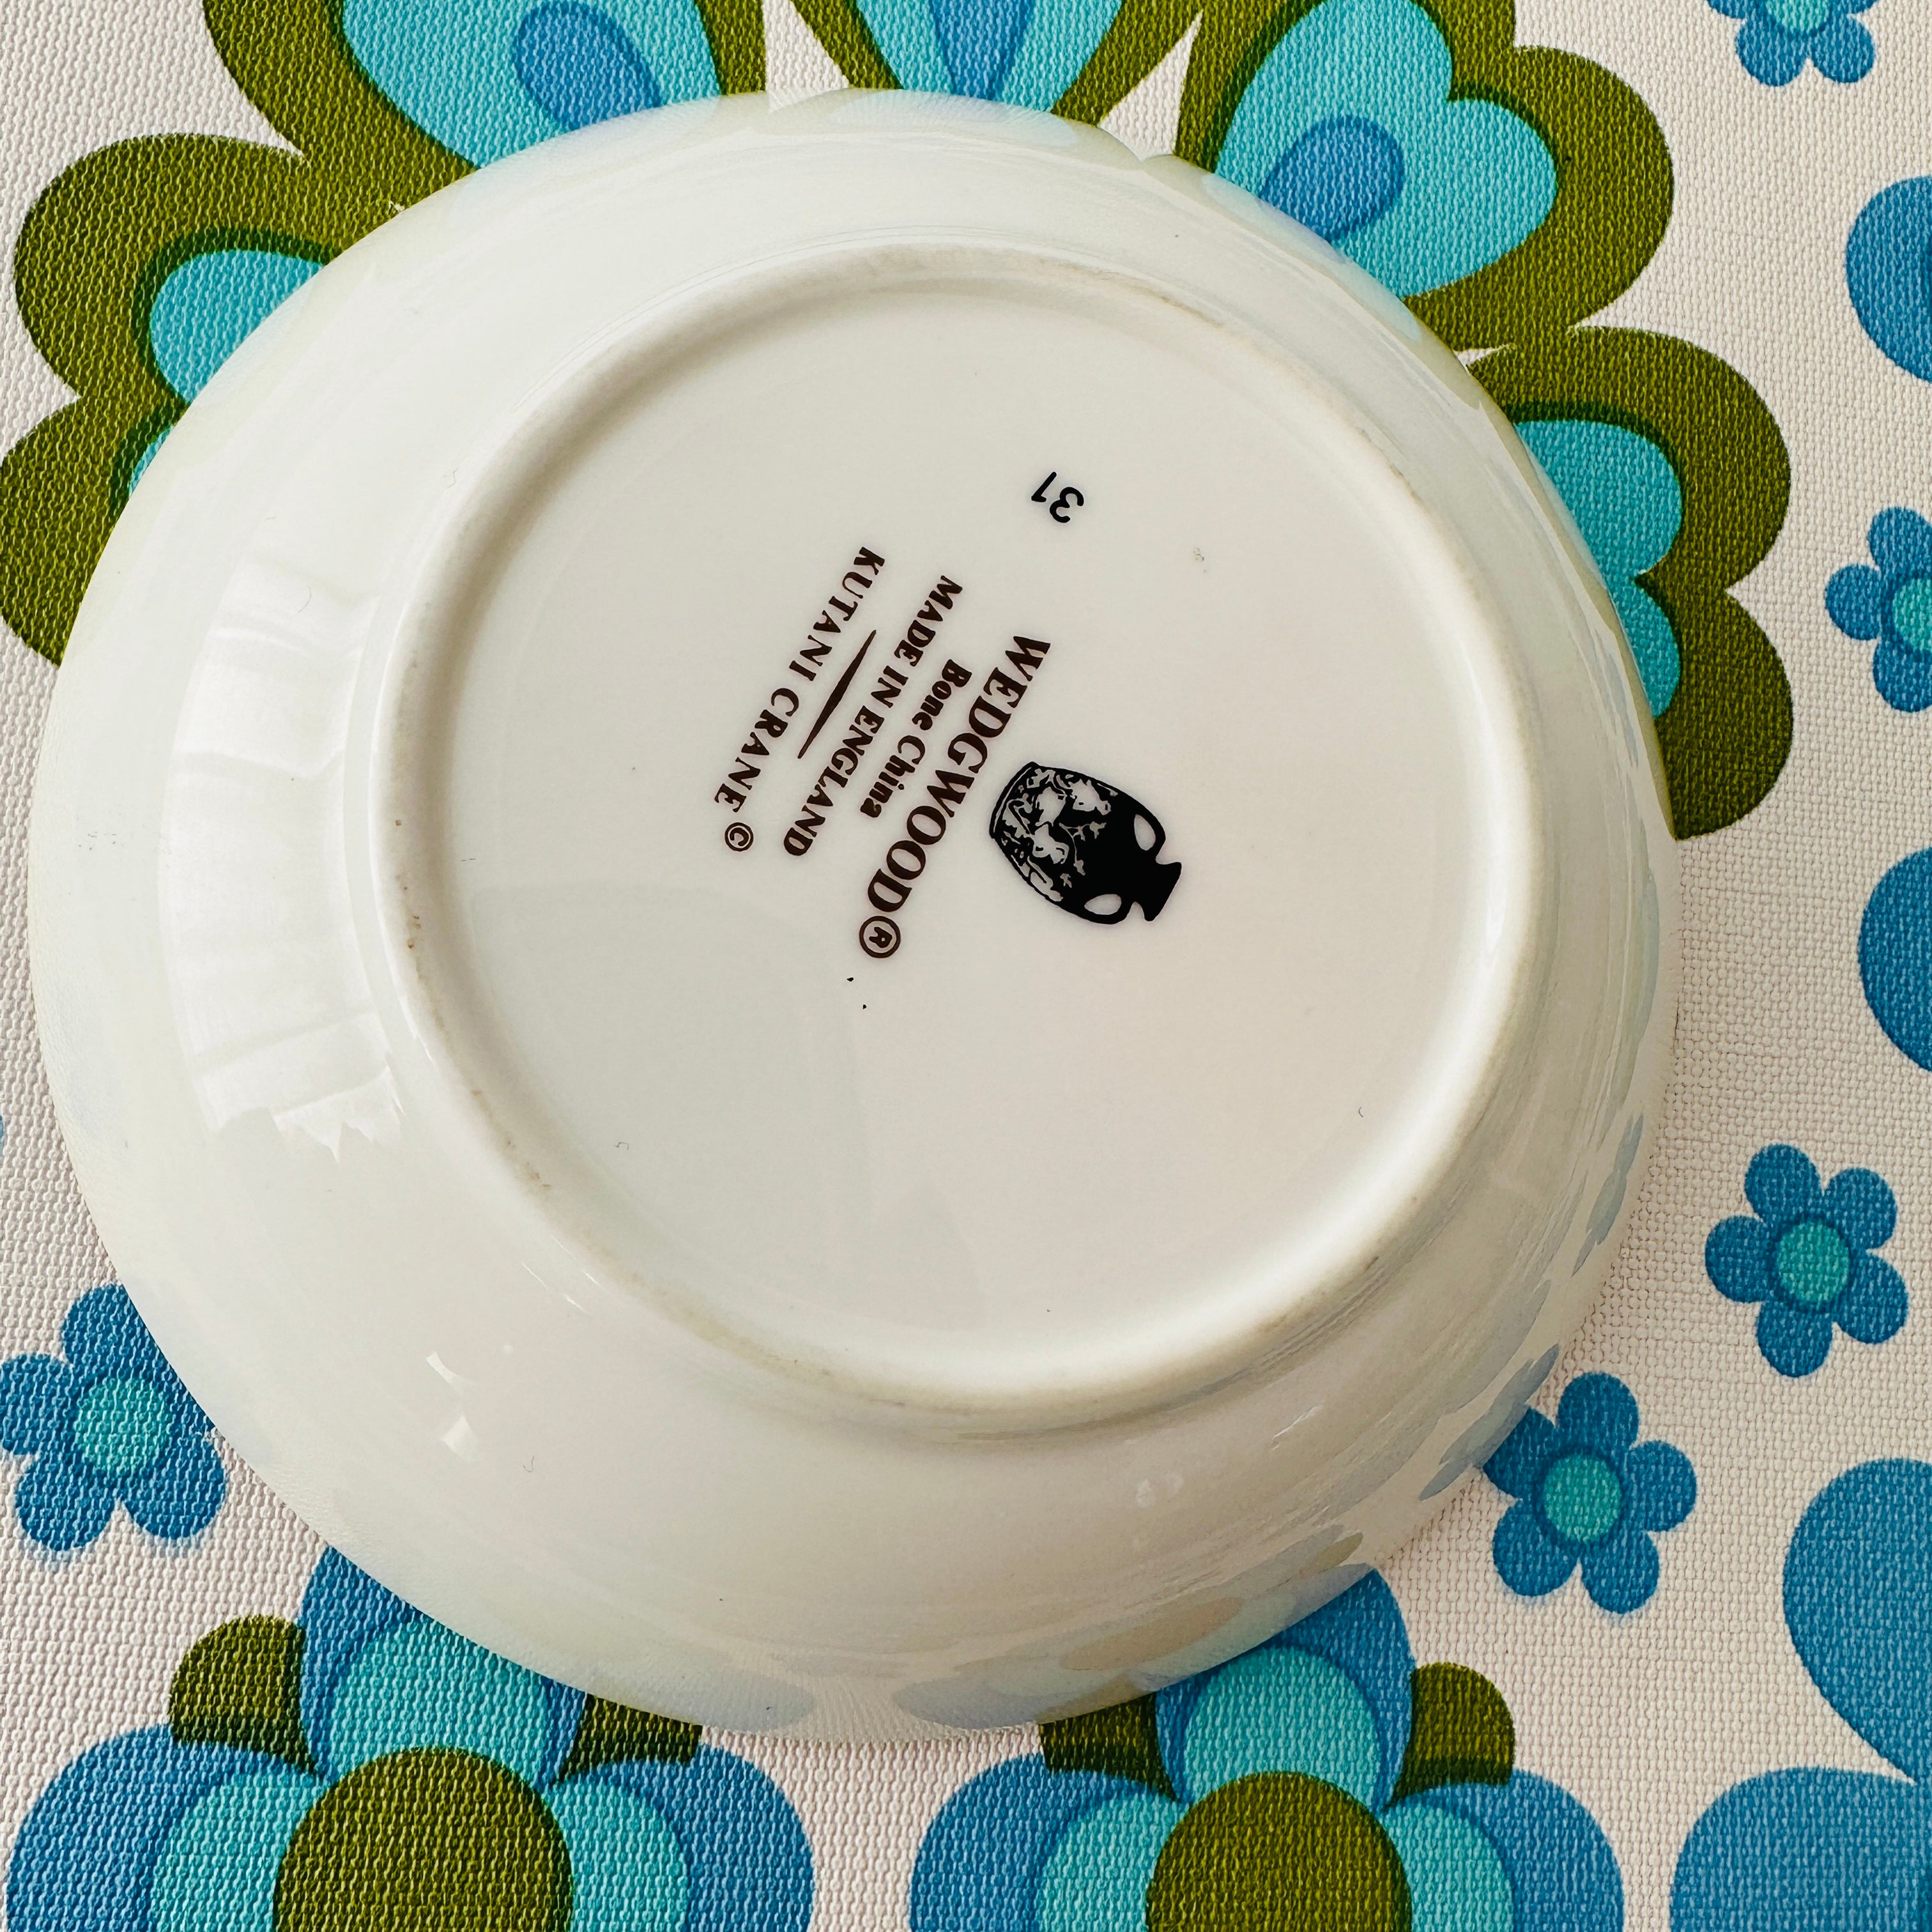 WEDGWOOD®
Bone China
MADE IN ENGLAND
KUTANI CRANE ©
31